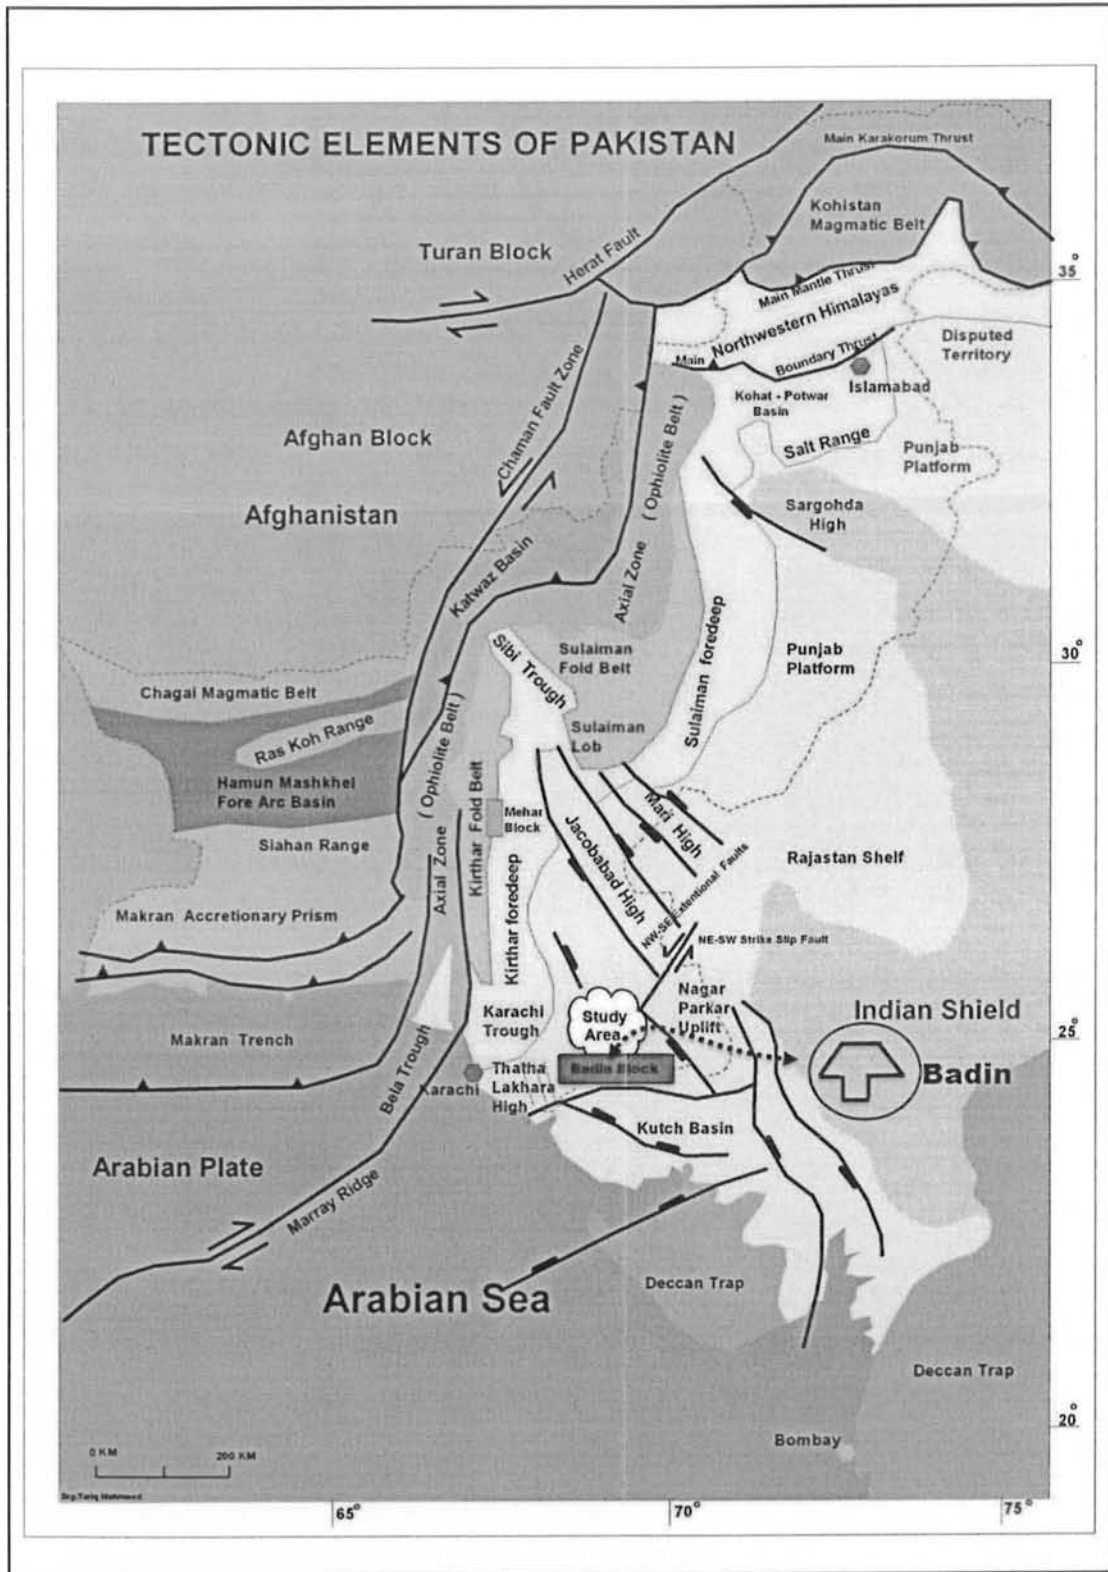 TECTONIC ELEMENTS OF PAKISTAN
Main Karakorum Thrust
Kohistan
Magmatic Belt
Turan Block
Herat Fault
35°
Main Mantle Thrust
Northwestern Himalayas
Disputed
Territory
Main
Boundary Thrust
Islamabad
Kohat - Potwar
Basin
Chaman Fault Zone
Salt Range
Punjab
Platform
Afghan Block
Afghanistan
Axial Zone ( Ophiolite Belt )
Sargohda
High
Katwaz Basin
Sulaiman foredeep
Sibi Trough
Sulaiman
Fold Belt
Punjab
Platform
30°
Chagai Magmatic Belt
Ras Koh Range
Sulaiman
Lob
Hamun Mashkhel
Fore Arc Basin
Axial Zone ( Ophiolite Belt )
Kirthar Fold Belt
Mehar
Block
Mari High
Siahan Range
Jacobabad High
Rajastan Shelf
NW-SE Extentional Faults
Makran Accretionary Prism
Kirthar foredeep
NE-SW Strike Slip Fault
Karachi
Trough
Study
Area
Nagar
Parkar
Uplift
Indian Shield
25°
Makran Trench
Bela Trough
Karachi
Thatha
Lakhara
High
Badin Block
Badin
Kutch Basin
Arabian Plate
Marray Ridge
Arabian Sea
Deccan Trap
Deccan Trap
20°
Bombay
0 KM
200 KM
Drg.Tariq Mahmood
65°
70°
75°